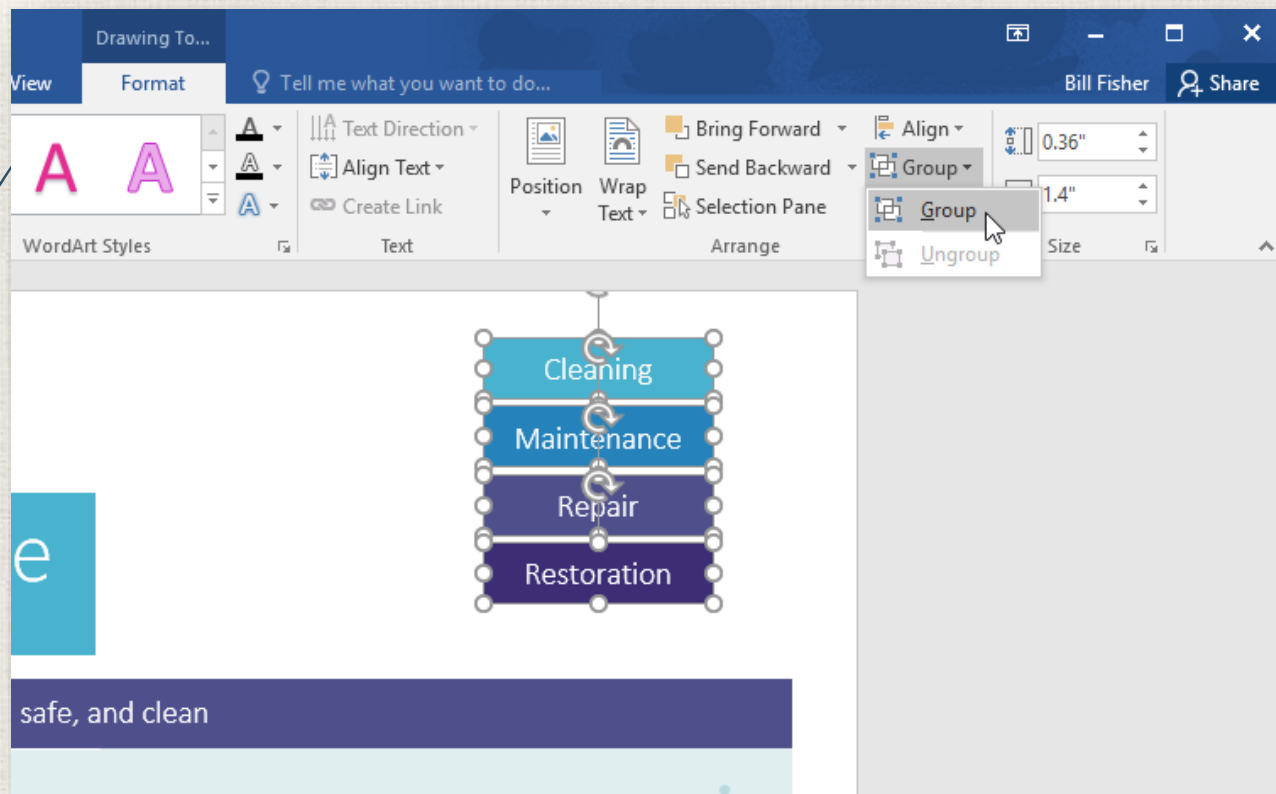 Drawing To...
View Format Tell me what you want to do... Bill Fisher Share
A A A A A
Text Direction
Align Text
Create Link
Position
Wrap Text
Bring Forward
Send Backward
Selection Pane
Align
Group
Group
Ungroup
0.36"
1.4"
WordArt Styles Text Arrange Size
Cleaning
Maintenance
Repair
Restoration
e
safe, and clean